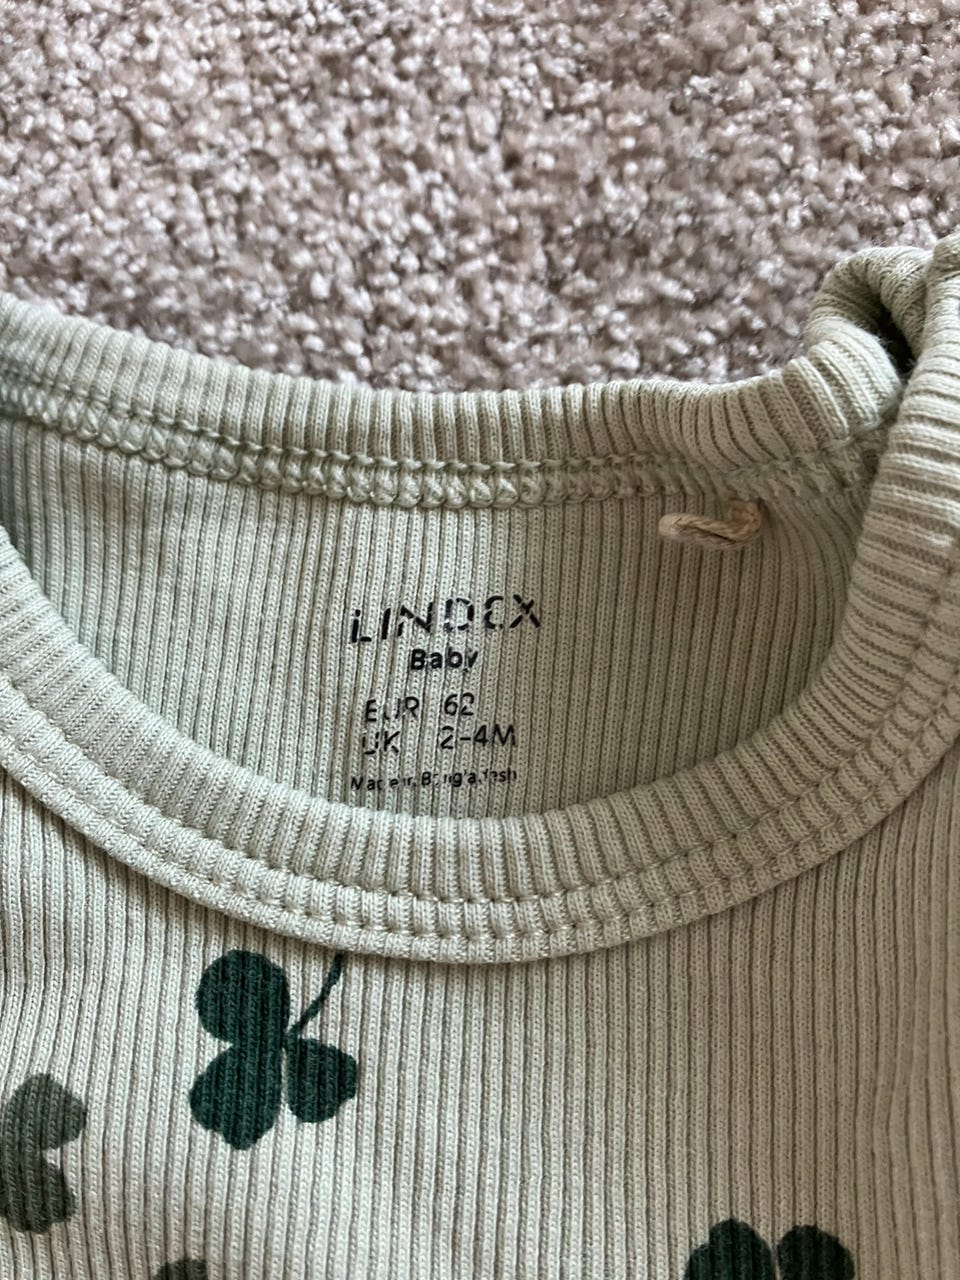 LINDEX
Baby
EUR 62
UK 2-4M
Made in Bangladesh